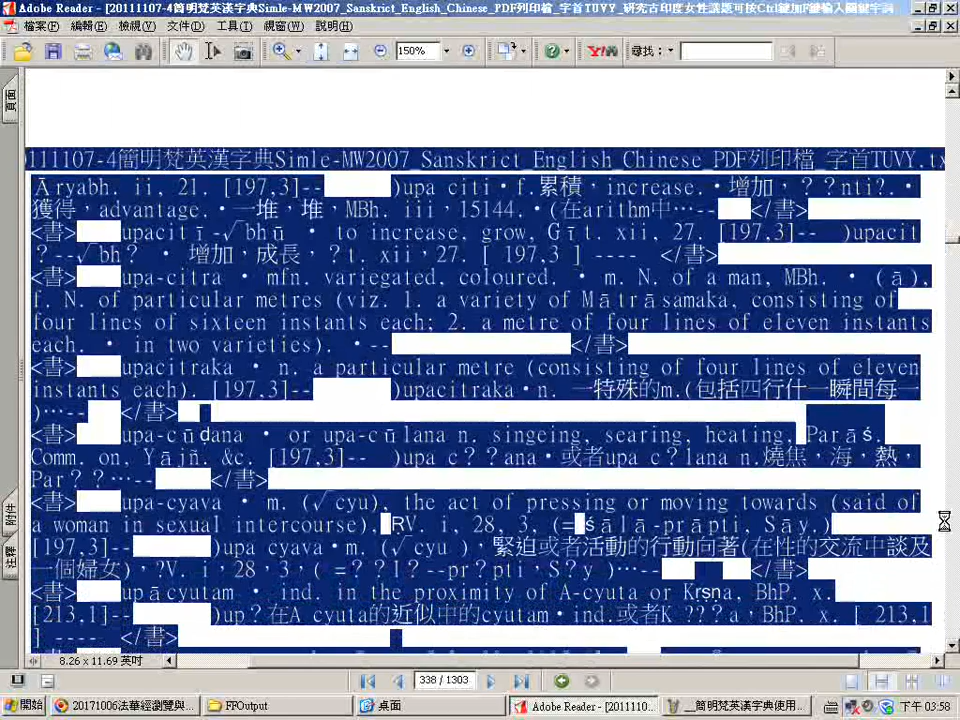 Adobe Reader - [20111107-4簡明梵英漢字典Simle-MW2007_Sanskrict_English_Chinese_PDF列印檔_字首TUVY_研究古印度女性議題可按Ctrl鍵加F鍵輸入關鍵字詞
檔案(F) 編輯(E) 檢視(V) 文件(D) 工具(T) 視窗(W) 說明(H)
150% 尋找：
頁面
111107-4簡明梵英漢字典Simle-MW2007_Sanskrict_English_Chinese_PDF列印檔_字首TUVY.tx
Āryabh. ii, 21. [197,3]-- )upa citi‧f.累積，increase.‧增加，??nti?.‧
獲得，advantage.‧一堆，堆，MBh. iii, 15144.‧(在arithm中…-- </書>
<書> upacitī-√bhū ‧ to increase, grow, Gīt. xii, 27. [197,3]-- )upacit
?--√bh? ‧ 增加，成長，?t. xii，27. [ 197,3 ] ---- </書>
<書> upa-citra ‧ mfn. variegated, coloured. ‧ m. N. of a man, MBh. ‧ (ā),
f. N. of particular metres (viz. 1. a variety of Mātrāsamaka, consisting of
four lines of sixteen instants each; 2. a metre of four lines of eleven instants
each. ‧ in two varieties). ‧-- </書>
<書> upacitraka ‧ n. a particular metre (consisting of four lines of eleven
instants each). [197,3]-- )upacitraka‧n. 一特殊的m.(包括四行什一瞬間每一
)…-- </書>
<書> upa-cūḍana ‧ or upa-cūlana n. singeing, searing, heating, Parāś.
Comm. on, Yājñ. &c. [197,3]-- )upa c??ana‧或者upa c?lana n.燒焦，海，熱，
Par??…-- </書>
<書> upa-cyava ‧ m. (√cyu), the act of pressing or moving towards (said of
a woman in sexual intercourse), ṚV. i, 28, 3, (= śālā-prāpti. Sāy.)
[197,3]-- )upa cyava‧m. (√cyu )，緊迫或者活動的行動向著(在性的交流中談及
一個婦女)，?V. i，28，3，( =??l?--pr?pti，S?y )…-- </書>
<書> upācyutam ‧ ind. in the proximity of A-cyuta or Kṛṣṇa, BhP. x.
[213,1]-- )up?在A cyuta的近似中的cyutam‧ind.或者K ???a，BhP. x. [ 213,1
] ---- </書>
附件
注釋
8.26 x 11.69 英吋
338 / 1303
開始 20171006法華經瀏覽與... FFOutput 桌面 Adobe Reader - [2011110... __簡明梵英漢字典使用... 下午 03:58